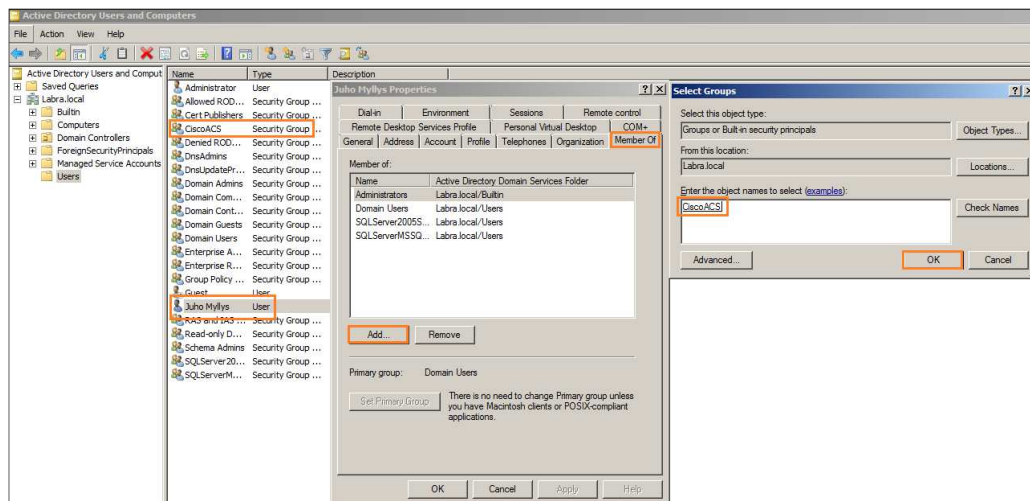 Active Directory Users and Computers
File Action View Help
Active Directory Users and Comput
Saved Queries
Labra.local
Builtin
Computers
Domain Controllers
ForeignSecurityPrincipals
Managed Service Accounts
Users
Name Type Description
Administrator User
Allowed ROD... Security Group ...
Cert Publishers Security Group ...
CiscoACS Security Group ...
Denied ROD... Security Group ...
DnsAdmins Security Group ...
DnsUpdatePr... Security Group ...
Domain Admins Security Group ...
Domain Com... Security Group ...
Domain Cont... Security Group ...
Domain Guests Security Group ...
Domain Users Security Group ...
Enterprise A... Security Group ...
Enterprise R... Security Group ...
Group Policy ... Security Group ...
Guest User
Juho Myllys User
RAS and IAS ... Security Group ...
Read-only D... Security Group ...
Schema Admins Security Group ...
SQLServer20... Security Group ...
SQLServerM... Security Group ...
Juho Myllys Properties
Dial-in Environment Sessions Remote control
Remote Desktop Services Profile Personal Virtual Desktop COM+
General Address Account Profile Telephones Organization Member Of
Member of:
Name Active Directory Domain Services Folder
Administrators Labra.local/Builtin
Domain Users Labra.local/Users
SQLServer2005S... Labra.local/Users
SQLServerMSSQ... Labra.local/Users
Add... Remove
Primary group: Domain Users
Set Primary Group
There is no need to change Primary group unless
you have Macintosh clients or POSIX-compliant
applications.
OK Cancel Apply Help
Select Groups
Select this object type:
Groups or Built-in security principals Object Types...
From this location:
Labra.local Locations...
Enter the object names to select (examples):
CiscoACS Check Names
Advanced... OK Cancel